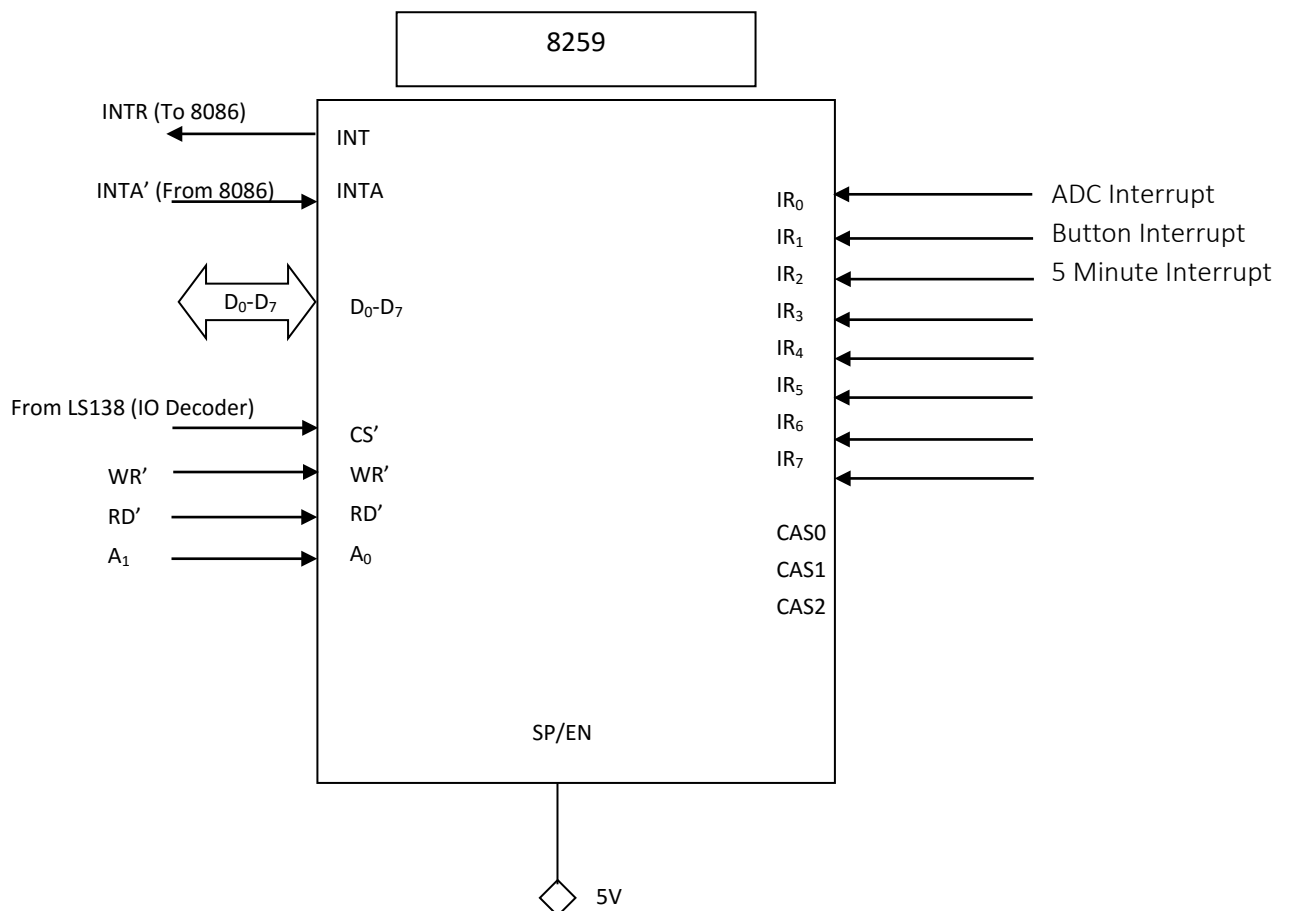 8259
INTR (To 8086)
INT
INTA’ (From 8086)
INTA
D₀-D₇
D₀-D₇
From LS138 (IO Decoder)
CS’
WR’
WR’
RD’
RD’
A₁
A₀
IR₀
ADC Interrupt
IR₁
Button Interrupt
IR₂
5 Minute Interrupt
IR₃
IR₄
IR₅
IR₆
IR₇
CAS0
CAS1
CAS2
SP/EN
5V